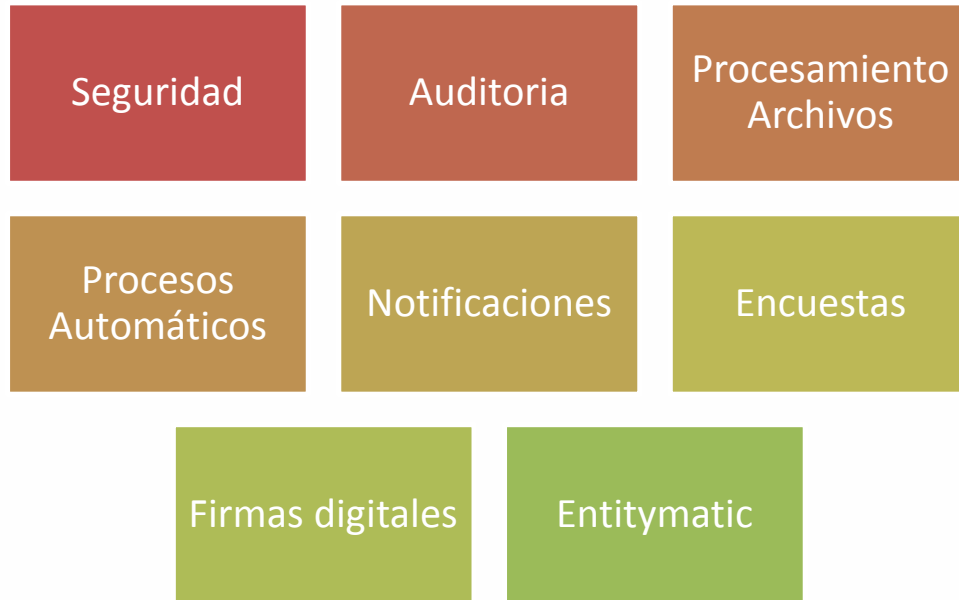 Seguridad
Auditoria
Procesamiento
Archivos
Procesos
Automáticos
Notificaciones
Encuestas
Firmas digitales
Entitymatic